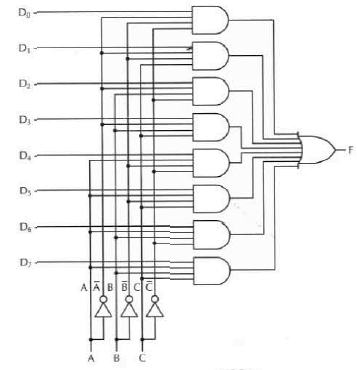 D₀
D₁
D₂
D₃
D₄
F
D₅
D₆
D₇
A A̅ B B̅ C C̅
A B C